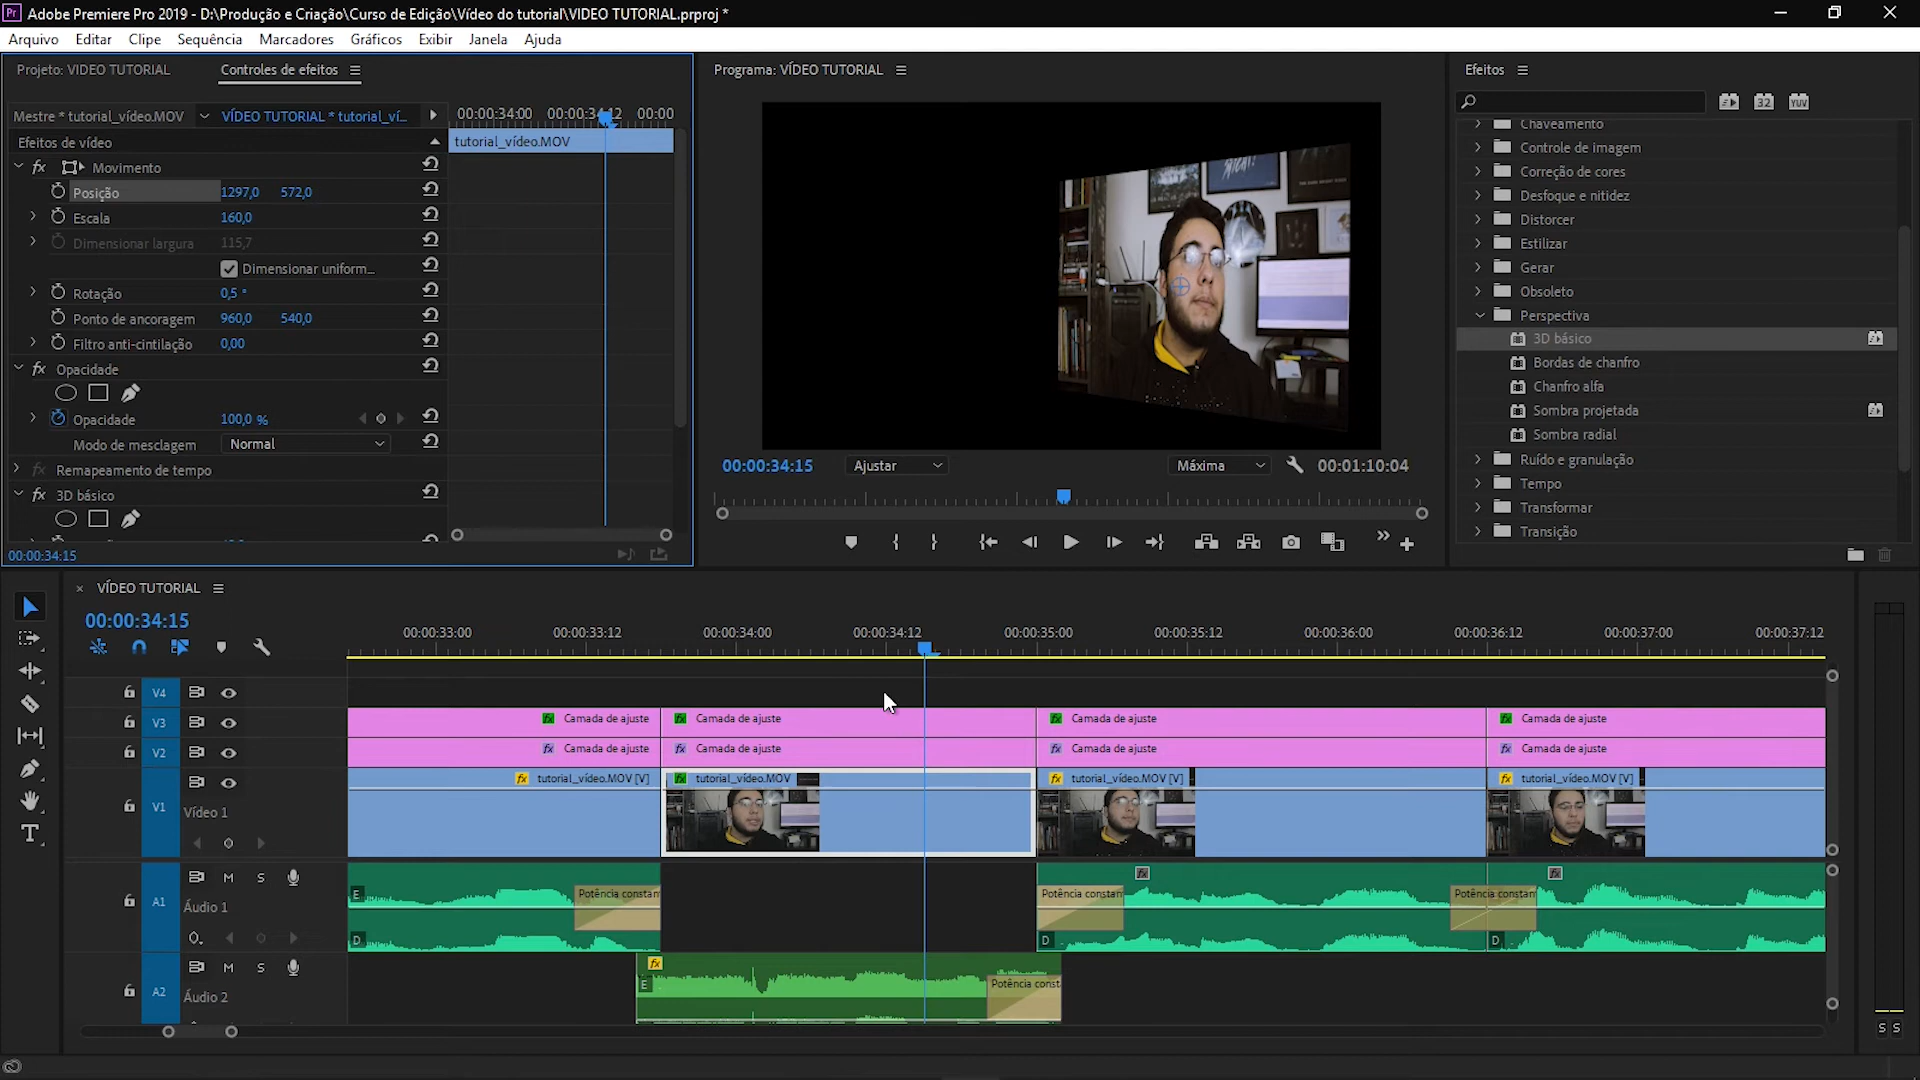 Pr Adobe Premiere Pro 2019 - D:\Produção e Criação\Curso de Edição\Vídeo do tutorial\VIDEO TUTORIAL.prproj *
Arquivo Editar Clipe Sequência Marcadores Gráficos Exibir Janela Ajuda
Projeto: VIDEO TUTORIAL
Controles de efeitos
Mestre * tutorial_vídeo.MOV
VÍDEO TUTORIAL * tutorial_ví...
00:00:34:00
00:00:34:12
00:00
Efeitos de vídeo
tutorial_vídeo.MOV
fx Movimento
Posição 1297,0 572,0
Escala 160,0
Dimensionar largura 115,7
Dimensionar uniform...
Rotação 0,5 °
Ponto de ancoragem 960,0 540,0
Filtro anti-cintilação 0,00
fx Opacidade
Opacidade 100,0 %
Modo de mesclagem Normal
fx Remapeamento de tempo
fx 3D básico
00:00:34:15
Programa: VÍDEO TUTORIAL
00:00:34:15
Ajustar
Máxima
00:01:10:04
Efeitos
32
YUV
Chaveamento
Controle de imagem
Correção de cores
Desfoque e nitidez
Distorcer
Estilizar
Gerar
Obsoleto
Perspectiva
3D básico
Bordas de chanfro
Chanfro alfa
Sombra projetada
Sombra radial
Ruído e granulação
Tempo
Transformar
Transição
VÍDEO TUTORIAL
00:00:34:15
00:00:33:00 00:00:33:12 00:00:34:00 00:00:34:12 00:00:35:00 00:00:35:12 00:00:36:00 00:00:36:12 00:00:37:00 00:00:37:12
V4
V3
fx Camada de ajuste fx Camada de ajuste fx Camada de ajuste fx Camada de ajuste
V2
fx Camada de ajuste fx Camada de ajuste fx Camada de ajuste fx Camada de ajuste
fx tutorial_vídeo.MOV [V] fx tutorial_vídeo.MOV fx tutorial_vídeo.MOV [V] fx tutorial_vídeo.MOV [V]
V1
Vídeo 1
M S
A1
Áudio 1
E
D
Potência constan
fx
Potência constan
D
Potência constan
fx
D
M S
A2
Áudio 2
fx
E
Potência const
S S